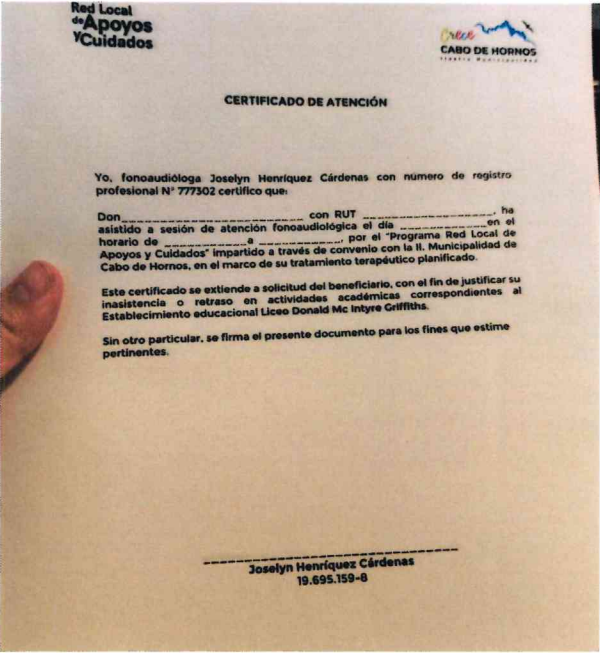 Red Local
de Apoyos
y Cuidados
Crece
CABO DE HORNOS
Ilustre Municipalidad
CERTIFICADO DE ATENCIÓN
Yo, fonoaudióloga Joselyn Henríquez Cárdenas con número de registro
profesional N° 777302 certifico que:
Don__________________________ con RUT __________________, ha
asistido a sesión de atención fonoaudiológica el día ____________en el
horario de ____________a ____________, por el "Programa Red Local de
Apoyos y Cuidados" impartido a través de convenio con la Il. Municipalidad de
Cabo de Hornos, en el marco de su tratamiento terapéutico planificado.
Este certificado se extiende a solicitud del beneficiario, con el fin de justificar su
inasistencia o retraso en actividades académicas correspondientes al
Establecimiento educacional Liceo Donald Mc Intyre Griffiths.
Sin otro particular, se firma el presente documento para los fines que estime
pertinentes.
Joselyn Henríquez Cárdenas
19.695.159-8